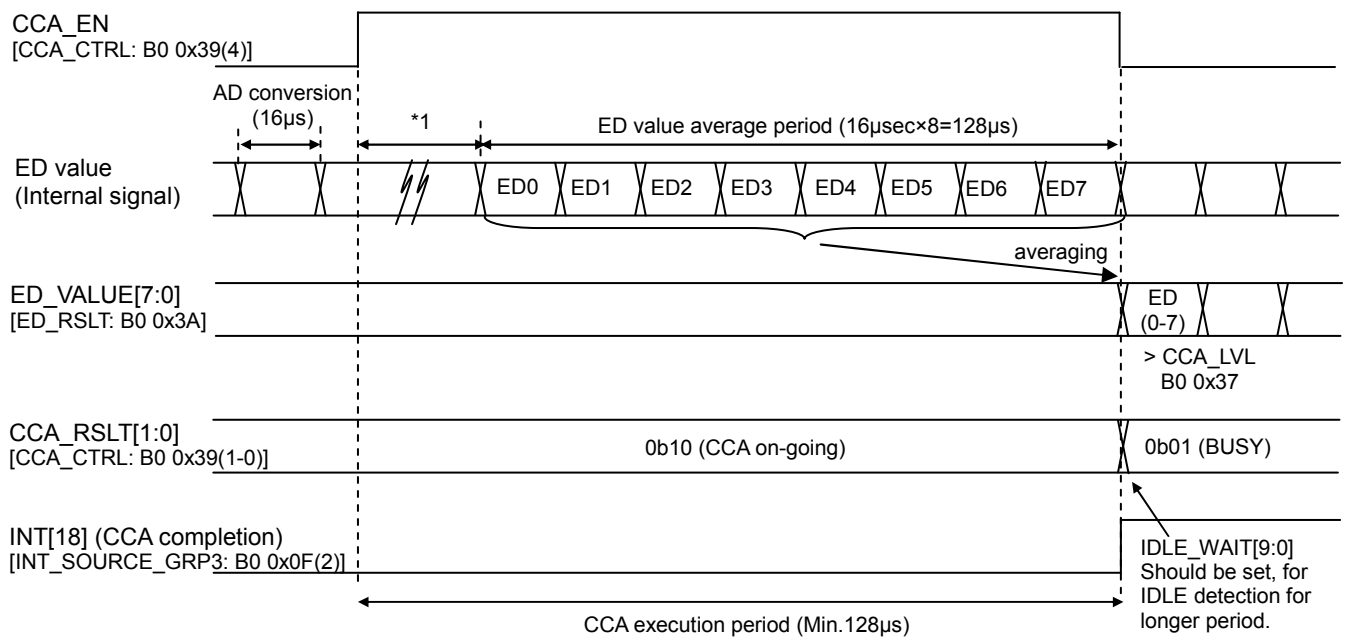 CCA_EN
[CCA_CTRL: B0 0x39(4)]
AD conversion
(16μs)
*1
ED value average period (16μsec×8=128μs)
ED value
(Internal signal)
ED0
ED1
ED2
ED3
ED4
ED5
ED6
ED7
averaging
ED_VALUE[7:0]
[ED_RSLT: B0 0x3A]
ED
(0-7)
> CCA_LVL
B0 0x37
CCA_RSLT[1:0]
[CCA_CTRL: B0 0x39(1-0)]
0b10 (CCA on-going)
0b01 (BUSY)
INT[18] (CCA completion)
[INT_SOURCE_GRP3: B0 0x0F(2)]
IDLE_WAIT[9:0]
Should be set, for
IDLE detection for
longer period.
CCA execution period (Min.128μs)